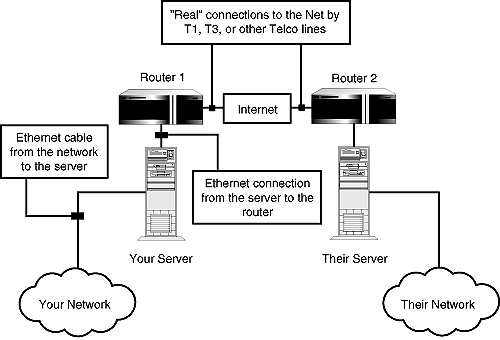 "Real" connections to the Net by
T1, T3, or other Telco lines
Router 1
Router 2
Internet
Ethernet cable
from the network
to the server
Ethernet connection
from the server to the
router
Your Server
Their Server
Your Network
Their Network